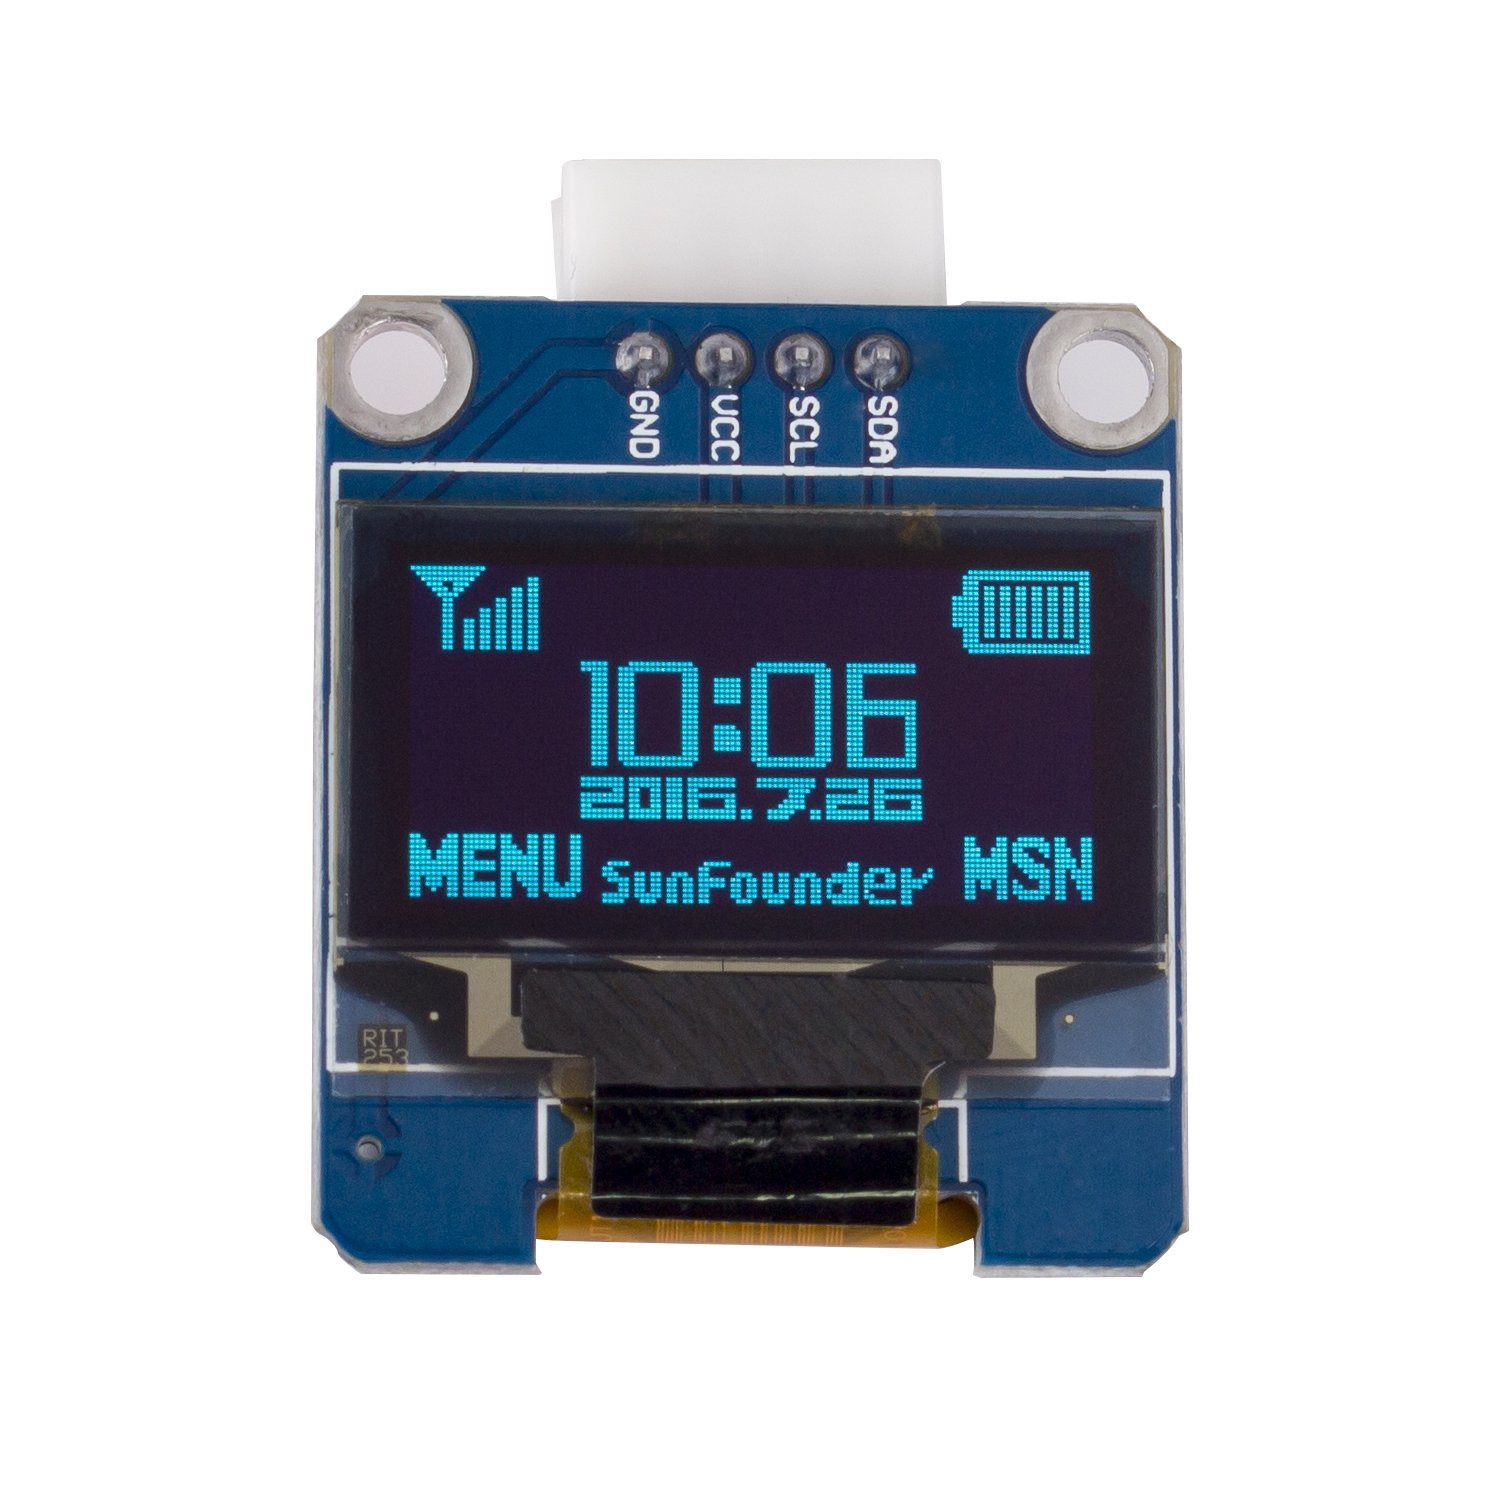 GND VCC SCL SDA
10:06
2016.7.26
MENU SunFounder MSN
RIT
253